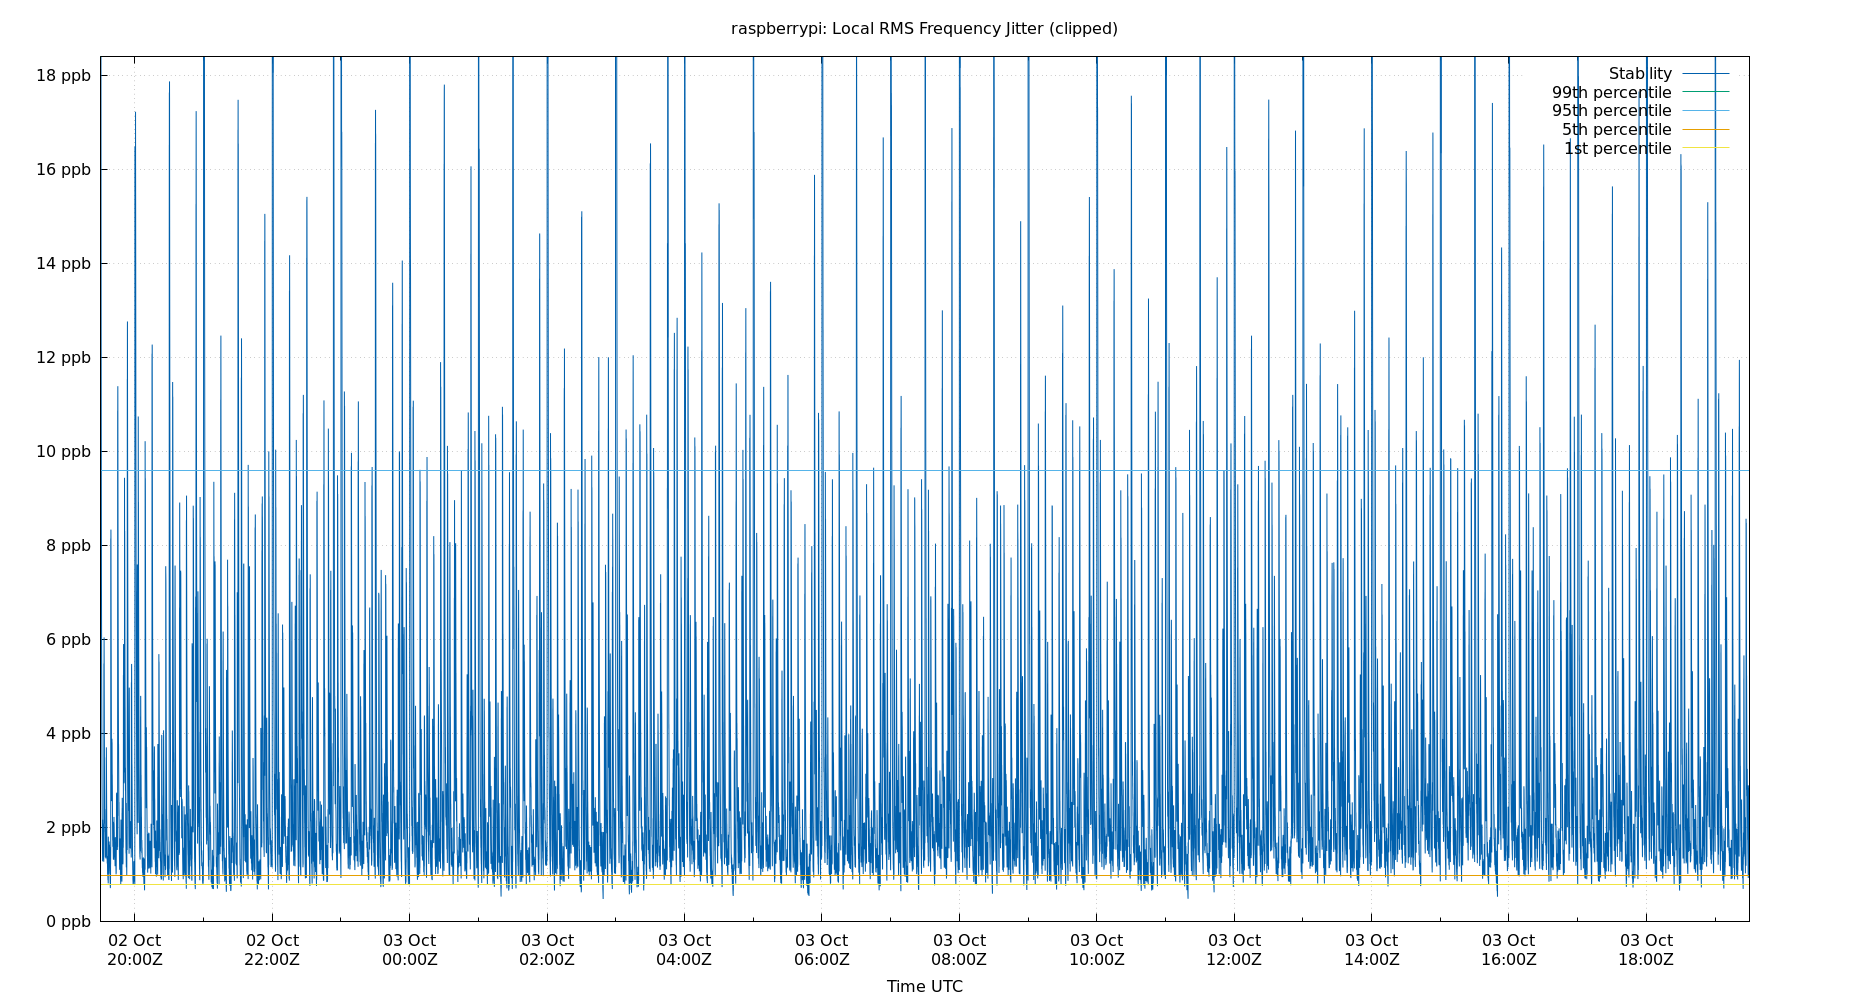 raspberrypi: Local RMS Frequency Jitter (clipped)
18 ppb
16 ppb
14 ppb
12 ppb
10 ppb
8 ppb
6 ppb
4 ppb
2 ppb
0 ppb
Stability
99th percentile
95th percentile
5th percentile
1st percentile
02 Oct 02 Oct 03 Oct 03 Oct 03 Oct 03 Oct 03 Oct 03 Oct 03 Oct 03 Oct 03 Oct 03 Oct
20:00Z 22:00Z 00:00Z 02:00Z 04:00Z 06:00Z 08:00Z 10:00Z 12:00Z 14:00Z 16:00Z 18:00Z
Time UTC